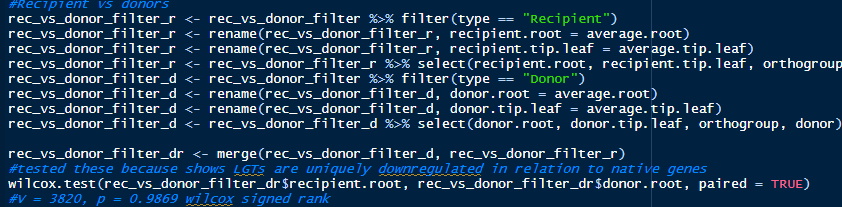 #Recipient vs donors
rec_vs_donor_filter_r <- rec_vs_donor_filter %>% filter(type == "Recipient")
rec_vs_donor_filter_r <- rename(rec_vs_donor_filter_r, recipient.root = average.root)
rec_vs_donor_filter_r <- rename(rec_vs_donor_filter_r, recipient.tip.leaf = average.tip.leaf)
rec_vs_donor_filter_r <- rec_vs_donor_filter_r %>% select(recipient.root, recipient.tip.leaf, orthogroup
rec_vs_donor_filter_d <- rec_vs_donor_filter %>% filter(type == "Donor")
rec_vs_donor_filter_d <- rename(rec_vs_donor_filter_d, donor.root = average.root)
rec_vs_donor_filter_d <- rename(rec_vs_donor_filter_d, donor.tip.leaf = average.tip.leaf)
rec_vs_donor_filter_d <- rec_vs_donor_filter_d %>% select(donor.root, donor.tip.leaf, orthogroup, donor)
rec_vs_donor_filter_dr <- merge(rec_vs_donor_filter_d, rec_vs_donor_filter_r)
#tested these because shows LGTs are uniquely downregulated in relation to native genes
wilcox.test(rec_vs_donor_filter_dr$recipient.root, rec_vs_donor_filter_dr$donor.root, paired = TRUE)
#V = 3820, p = 0.9869 wilcox signed rank